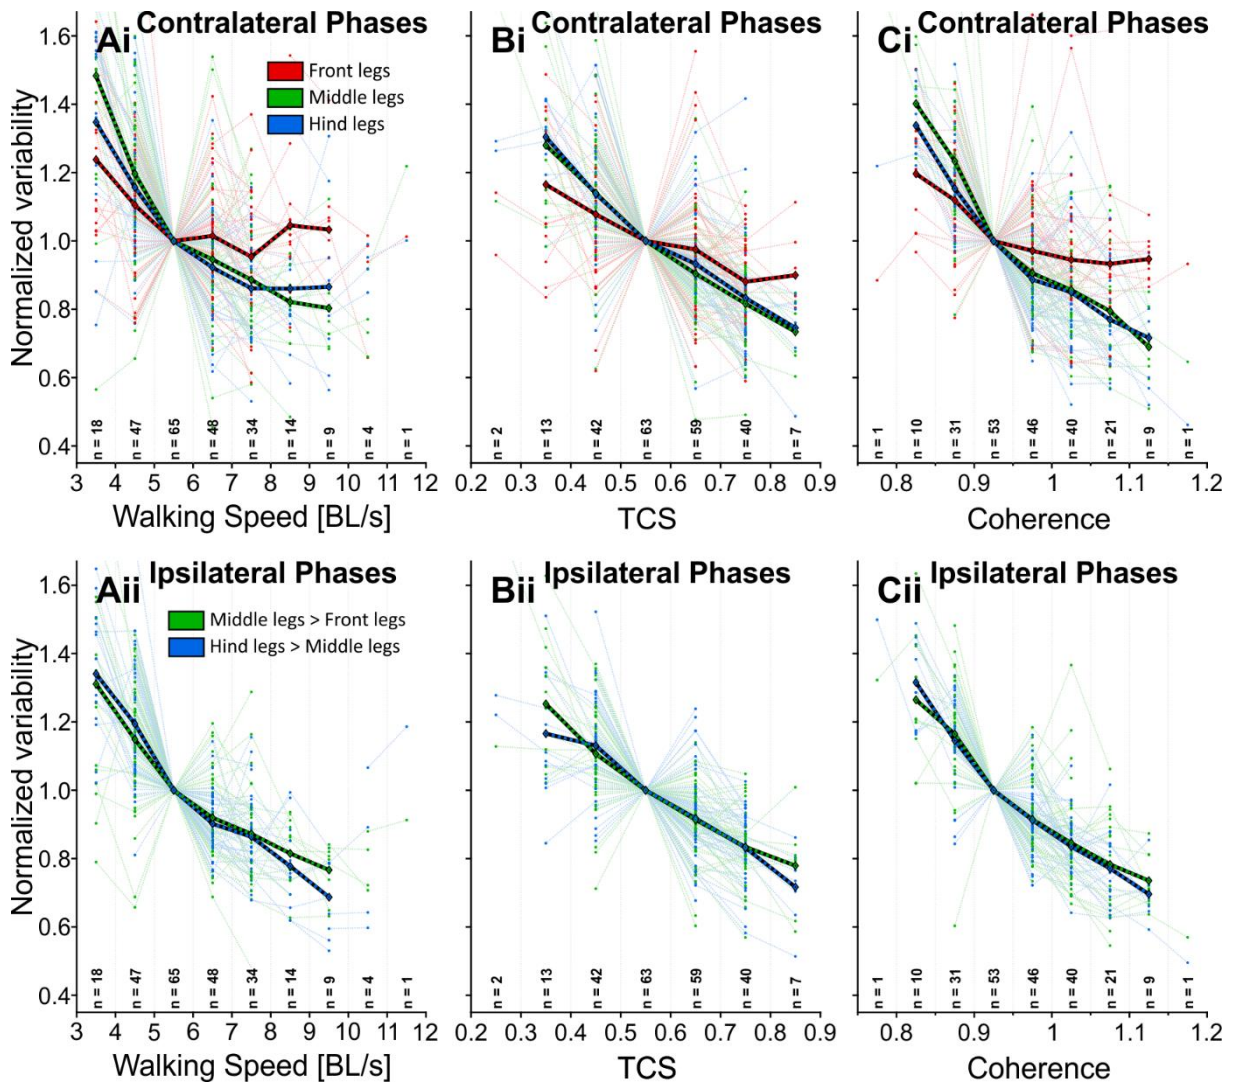 Ai Contralateral Phases
Bi Contralateral Phases
Ci Contralateral Phases
Normalized variability
1.6
1.4
1.2
1.0
0.8
0.6
0.4
Front legs
Middle legs
Hind legs
n = 18 n = 47 n = 65 n = 48 n = 34 n = 14 n = 9 n = 4 n = 1
n = 2 n = 13 n = 42 n = 63 n = 59 n = 40 n = 7
n = 1 n = 10 n = 31 n = 53 n = 46 n = 40 n = 21 n = 9 n = 1
3 4 5 6 7 8 9 10 11 12
0.2 0.3 0.4 0.5 0.6 0.7 0.8 0.9
0.8 0.9 1 1.1 1.2
Walking Speed [BL/s]
TCS
Coherence
Aii Ipsilateral Phases
Bii Ipsilateral Phases
Cii Ipsilateral Phases
Normalized variability
1.6
1.4
1.2
1.0
0.8
0.6
0.4
Middle legs > Front legs
Hind legs > Middle legs
n = 18 n = 47 n = 65 n = 48 n = 34 n = 14 n = 9 n = 4 n = 1
n = 2 n = 13 n = 42 n = 63 n = 59 n = 40 n = 7
n = 1 n = 10 n = 31 n = 53 n = 46 n = 40 n = 21 n = 9 n = 1
3 4 5 6 7 8 9 10 11 12
0.2 0.3 0.4 0.5 0.6 0.7 0.8 0.9
0.8 0.9 1 1.1 1.2
Walking Speed [BL/s]
TCS
Coherence